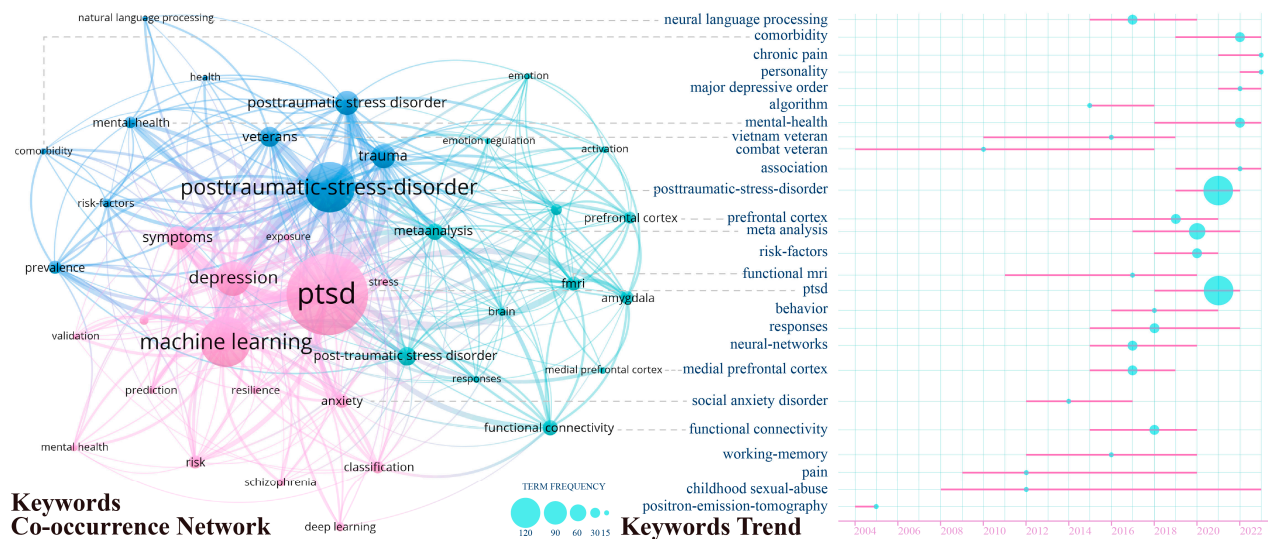 natural language processing
health
emotion
posttraumatic stress disorder
mental-health
veterans
emotion regulation
activation
comorbidity
trauma
posttraumatic-stress-disorder
risk-factors
prefrontal cortex
metaanalysis
symptoms
exposure
prevalence
depression
stress
fmri
ptsd
amygdala
brain
validation
machine learning
post-traumatic stress disorder
medial prefrontal cortex
responses
prediction
resilience
anxiety
functional connectivity
mental health
risk
classification
schizophrenia
deep learning
Keywords
Co-occurrence Network
TERM FREQUENCY
120 90 60 30 15
neural language processing
comorbidity
chronic pain
personality
major depressive order
algorithm
mental-health
vietnam veteran
combat veteran
association
posttraumatic-stress-disorder
prefrontal cortex
meta analysis
risk-factors
functional mri
ptsd
behavior
responses
neural-networks
medial prefrontal cortex
social anxiety disorder
functional connectivity
working-memory
pain
childhood sexual-abuse
positron-emission-tomography
Keywords Trend
2004 2006 2008 2010 2012 2014 2016 2018 2020 2022